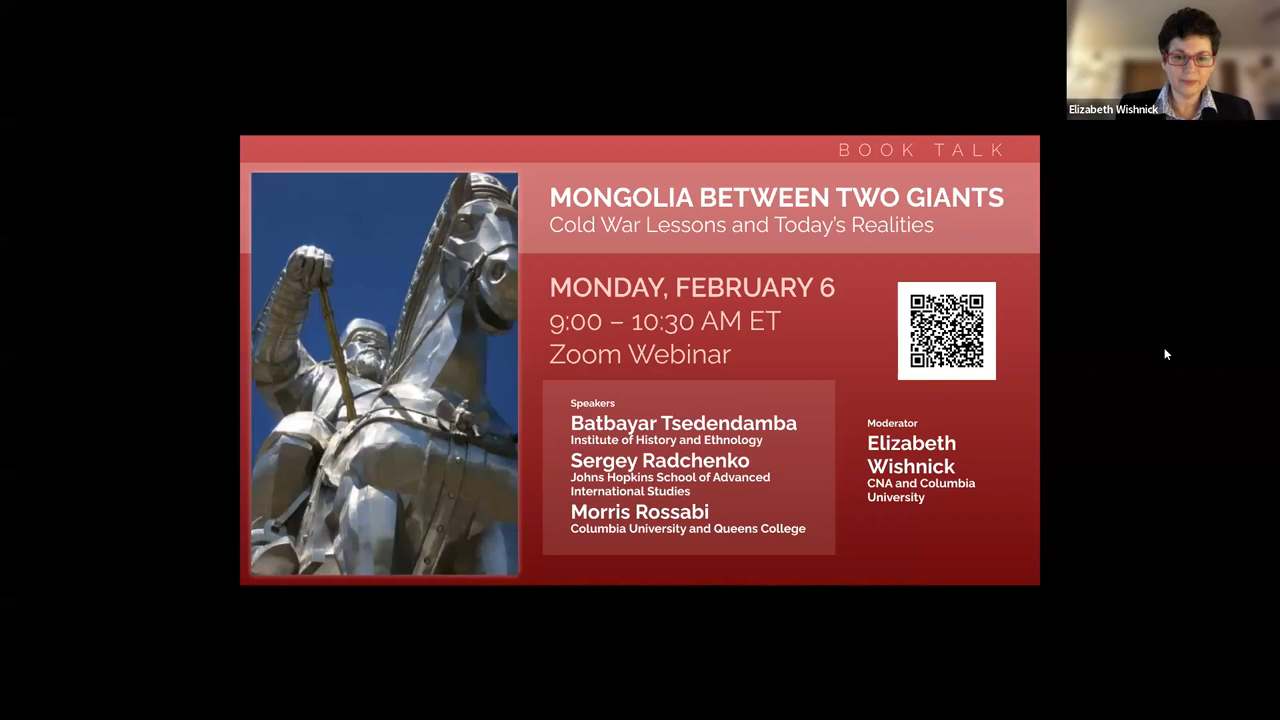 Elizabeth Wishnick
BOOK TALK
MONGOLIA BETWEEN TWO GIANTS
Cold War Lessons and Today's Realities
MONDAY, FEBRUARY 6
9:00 – 10:30 AM ET
Zoom Webinar
Speakers
Batbayar Tsedendamba
Institute of History and Ethnology
Sergey Radchenko
Johns Hopkins School of Advanced
International Studies
Morris Rossabi
Columbia University and Queens College
Moderator
Elizabeth
Wishnick
CNA and Columbia
University